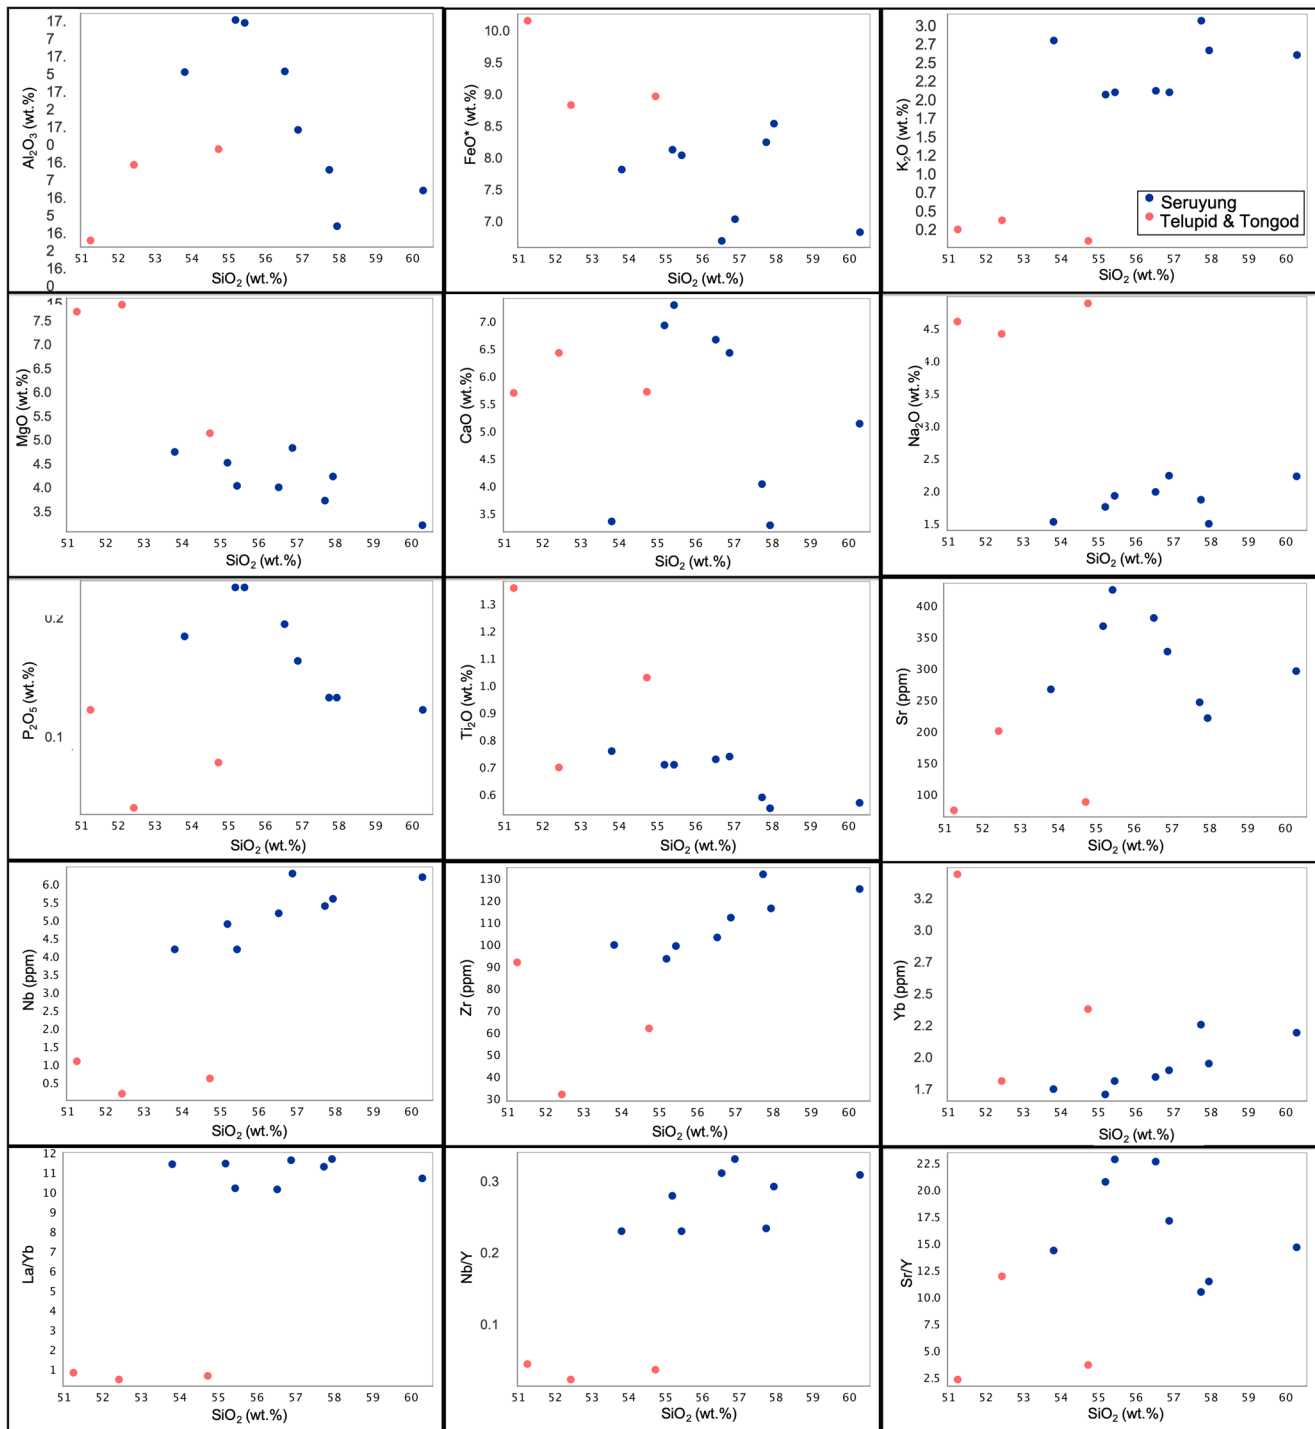 17.
7
17.
5
17.
2
17.
0
16.
7
16.
5
16.
2
16.
0
Al₂O₃ (wt.%)
51 52 53 54 55 56 57 58 59 60
SiO₂ (wt.%)
10.0
9.5
9.0
8.5
8.0
7.5
7.0
FeO* (wt.%)
51 52 53 54 55 56 57 58 59 60
SiO₂ (wt.%)
3.0
2.7
2.5
2.2
2.0
1.7
1.5
1.2
1.0
0.7
0.5
0.2
K₂O (wt.%)
Seruyung
Telupid & Tongod
51 52 53 54 55 56 57 58 59 60
SiO₂ (wt.%)
15
7.5
6.5
6.0
5.5
5.0
4.5
4.0
3.5
MgO (wt.%)
51 52 53 54 55 56 57 58 59 60
SiO₂ (wt.%)
7.0
6.5
6.0
5.5
5.0
4.5
4.0
3.5
CaO (wt.%)
51 52 53 54 55 56 57 58 59 60
SiO₂ (wt.%)
4.5
4.0
3.5
3.0
2.5
2.0
1.5
Na₂O (wt.%)
51 52 53 54 55 56 57 58 59 60
SiO₂ (wt.%)
0.2
0.1
P₂O₅ (wt.%)
51 52 53 54 55 56 57 58 59 60
SiO₂ (wt.%)
1.3
1.2
1.1
1.0
0.9
0.8
0.7
0.6
Ti₂O (wt.%)
51 52 53 54 55 56 57 58 59 60
SiO₂ (wt.%)
400
350
300
250
200
150
100
Sr (ppm)
51 52 53 54 55 56 57 58 59 60
SiO₂ (wt.%)
6.0
5.5
5.0
4.5
4.0
3.5
3.0
2.5
2.0
1.5
1.0
0.5
Nb (ppm)
51 52 53 54 55 56 57 58 59 60
SiO₂ (wt.%)
130
120
110
100
90
80
70
60
50
40
30
Zr (ppm)
51 52 53 54 55 56 57 58 59 60
SiO₂ (wt.%)
3.2
3.0
2.7
2.5
2.2
2.0
1.7
Yb (ppm)
51 52 53 54 55 56 57 58 59 60
SiO₂ (wt.%)
12
11
10
9
8
7
6
5
4
3
2
1
La/Yb
51 52 53 54 55 56 57 58 59 60
SiO₂ (wt.%)
0.3
0.2
0.1
Nb/Y
51 52 53 54 55 56 57 58 59 60
SiO₂ (wt.%)
22.5
20.0
17.5
15.0
12.5
10.0
7.5
5.0
2.5
Sr/Y
51 52 53 54 55 56 57 58 59 60
SiO₂ (wt.%)